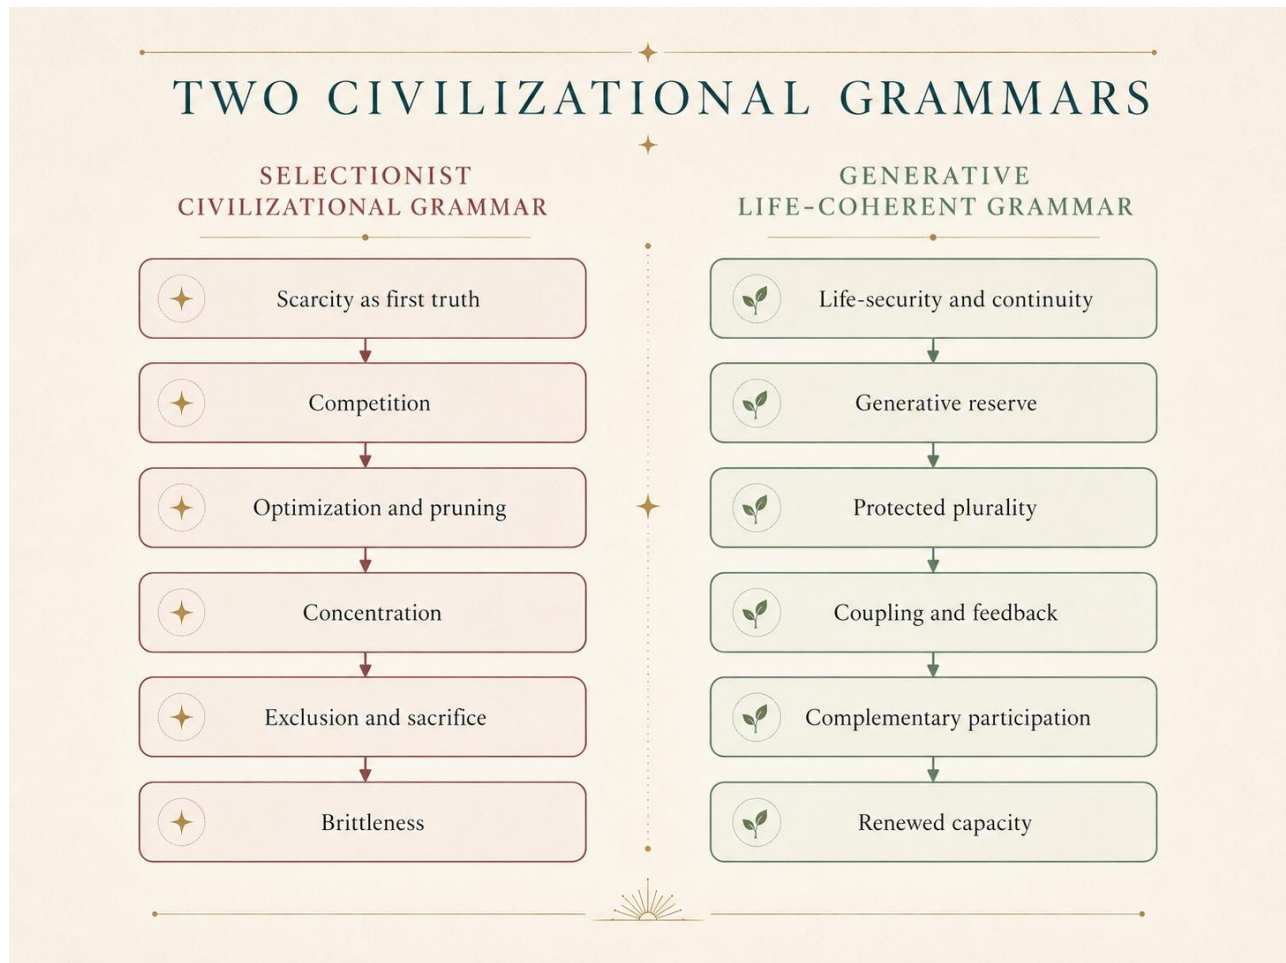 TWO CIVILIZATIONAL GRAMMARS
SELECTIONIST
CIVILIZATIONAL GRAMMAR
Scarcity as first truth
Competition
Optimization and pruning
Concentration
Exclusion and sacrifice
Brittleness
GENERATIVE
LIFE-COHERENT GRAMMAR
Life-security and continuity
Generative reserve
Protected plurality
Coupling and feedback
Complementary participation
Renewed capacity